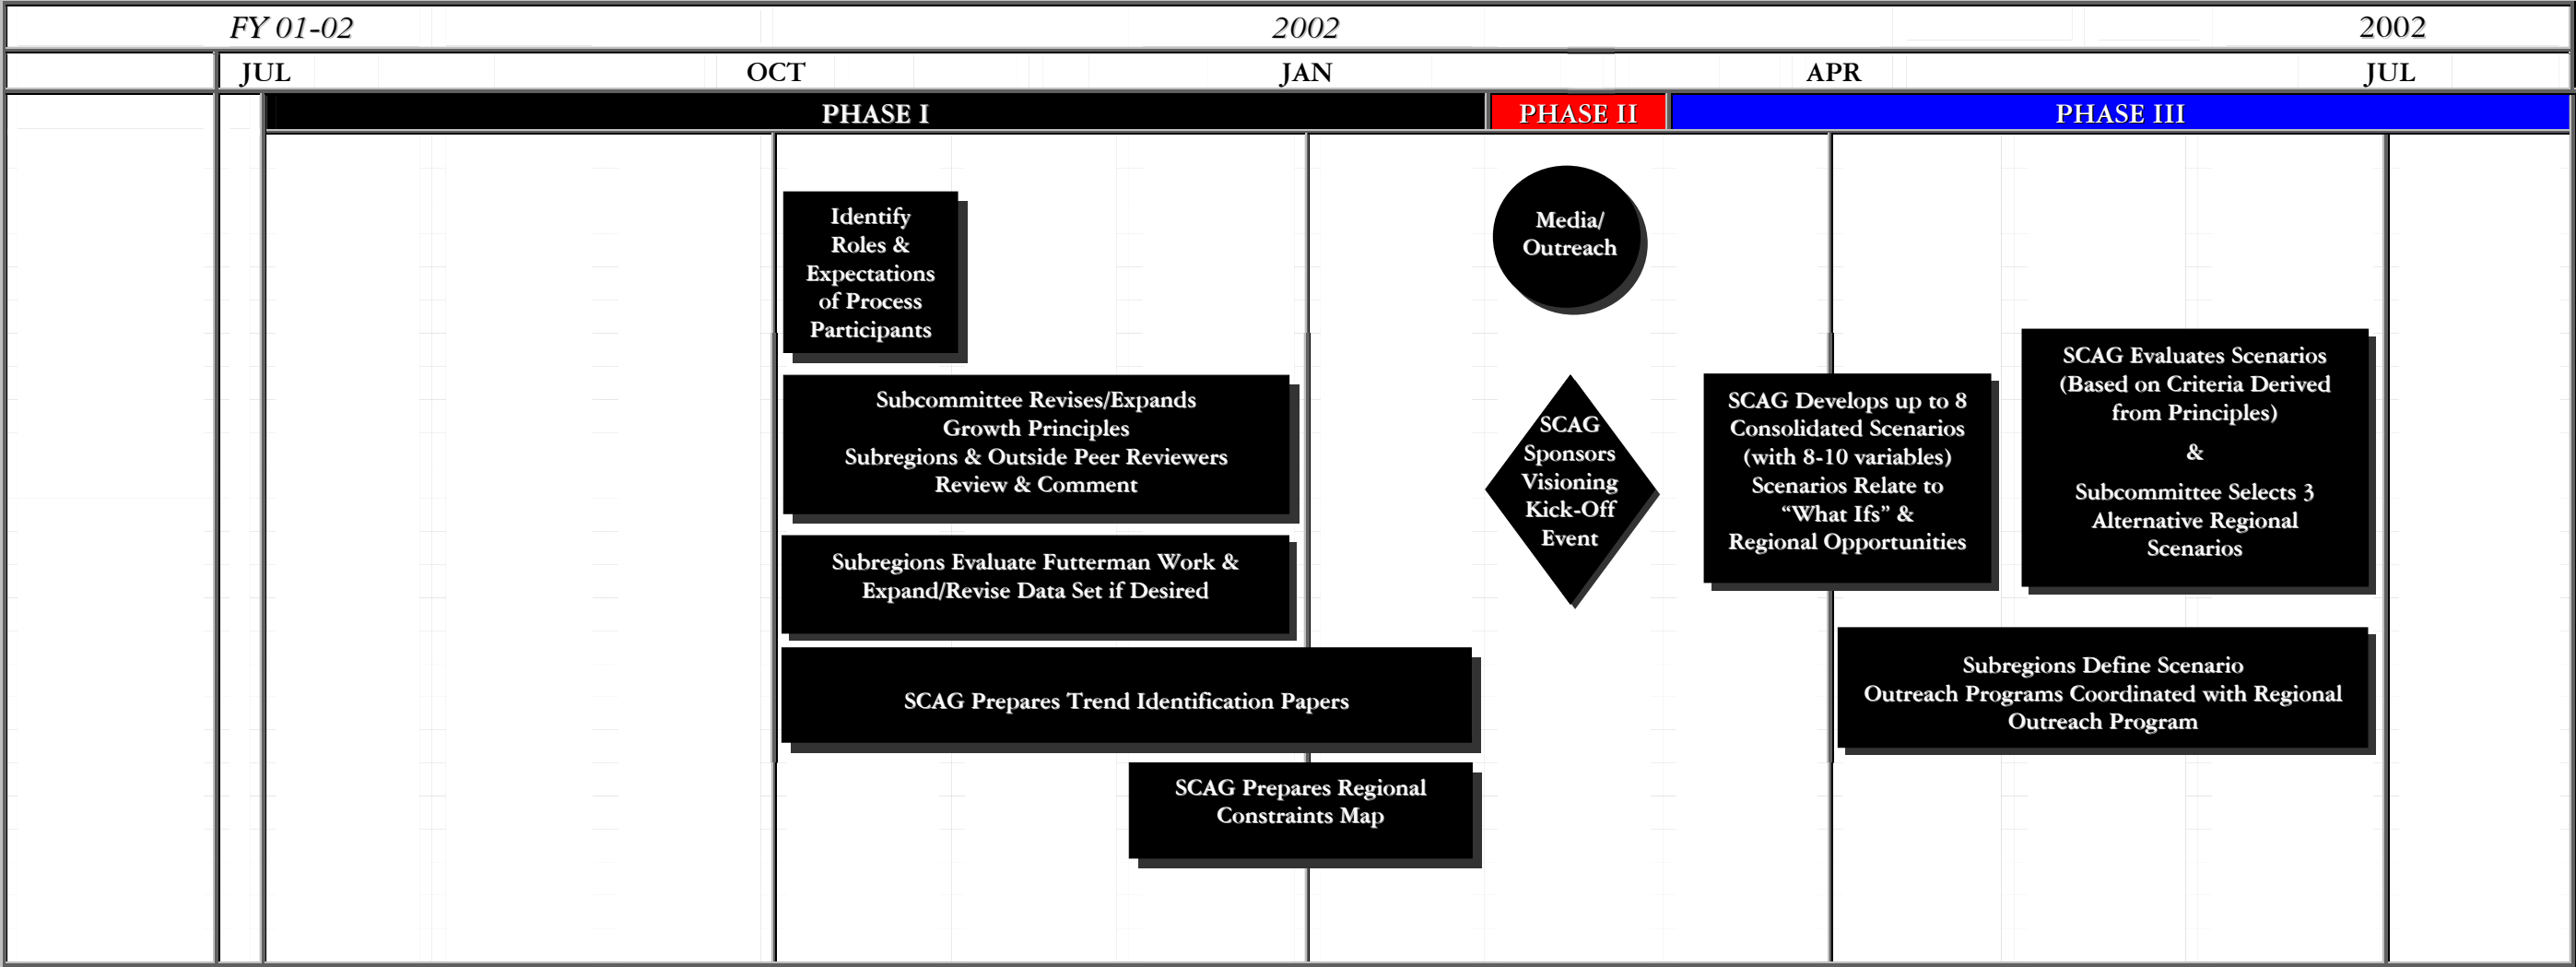 FY 01-02
2002
2002
JUL
OCT
JAN
APR
JUL
PHASE I
PHASE II
PHASE III
Identify
Roles &
Expectations
of Process
Participants
Subcommittee Revises/Expands
Growth Principles
Subregions & Outside Peer Reviewers
Review & Comment
Subregions Evaluate Futterman Work &
Expand/Revise Data Set if Desired
SCAG Prepares Trend Identification Papers
SCAG Prepares Regional
Constraints Map
Media/
Outreach
SCAG
Sponsors
Visioning
Kick-Off
Event
SCAG Develops up to 8
Consolidated Scenarios
(with 8-10 variables)
Scenarios Relate to
“What Ifs” &
Regional Opportunities
SCAG Evaluates Scenarios
(Based on Criteria Derived
from Principles)
&
Subcommittee Selects 3
Alternative Regional
Scenarios
Subregions Define Scenario
Outreach Programs Coordinated with Regional
Outreach Program